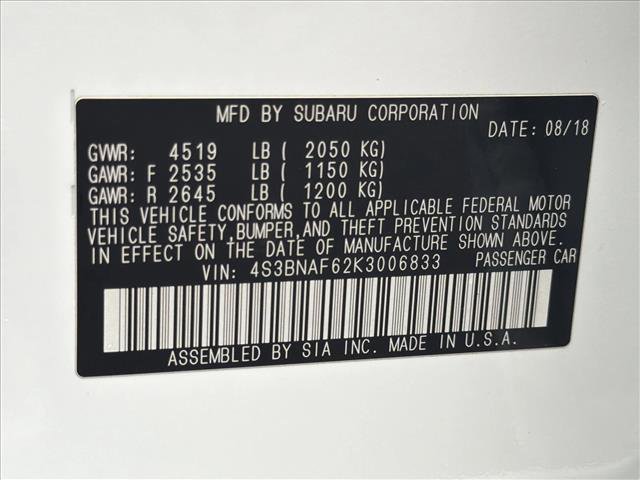 MFD BY SUBARU CORPORATION
DATE: 08/18
GVWR: 4519 LB ( 2050 KG)
GAWR: F 2535 LB ( 1150 KG)
GAWR: R 2645 LB ( 1200 KG)
THIS VEHICLE CONFORMS TO ALL APPLICABLE FEDERAL MOTOR
VEHICLE SAFETY,BUMPER,AND THEFT PREVENTION STANDARDS
IN EFFECT ON THE DATE OF MANUFACTURE SHOWN ABOVE.
VIN: 4S3BNAF62K3006833 PASSENGER CAR
ASSEMBLED BY SIA INC. MADE IN U.S.A.